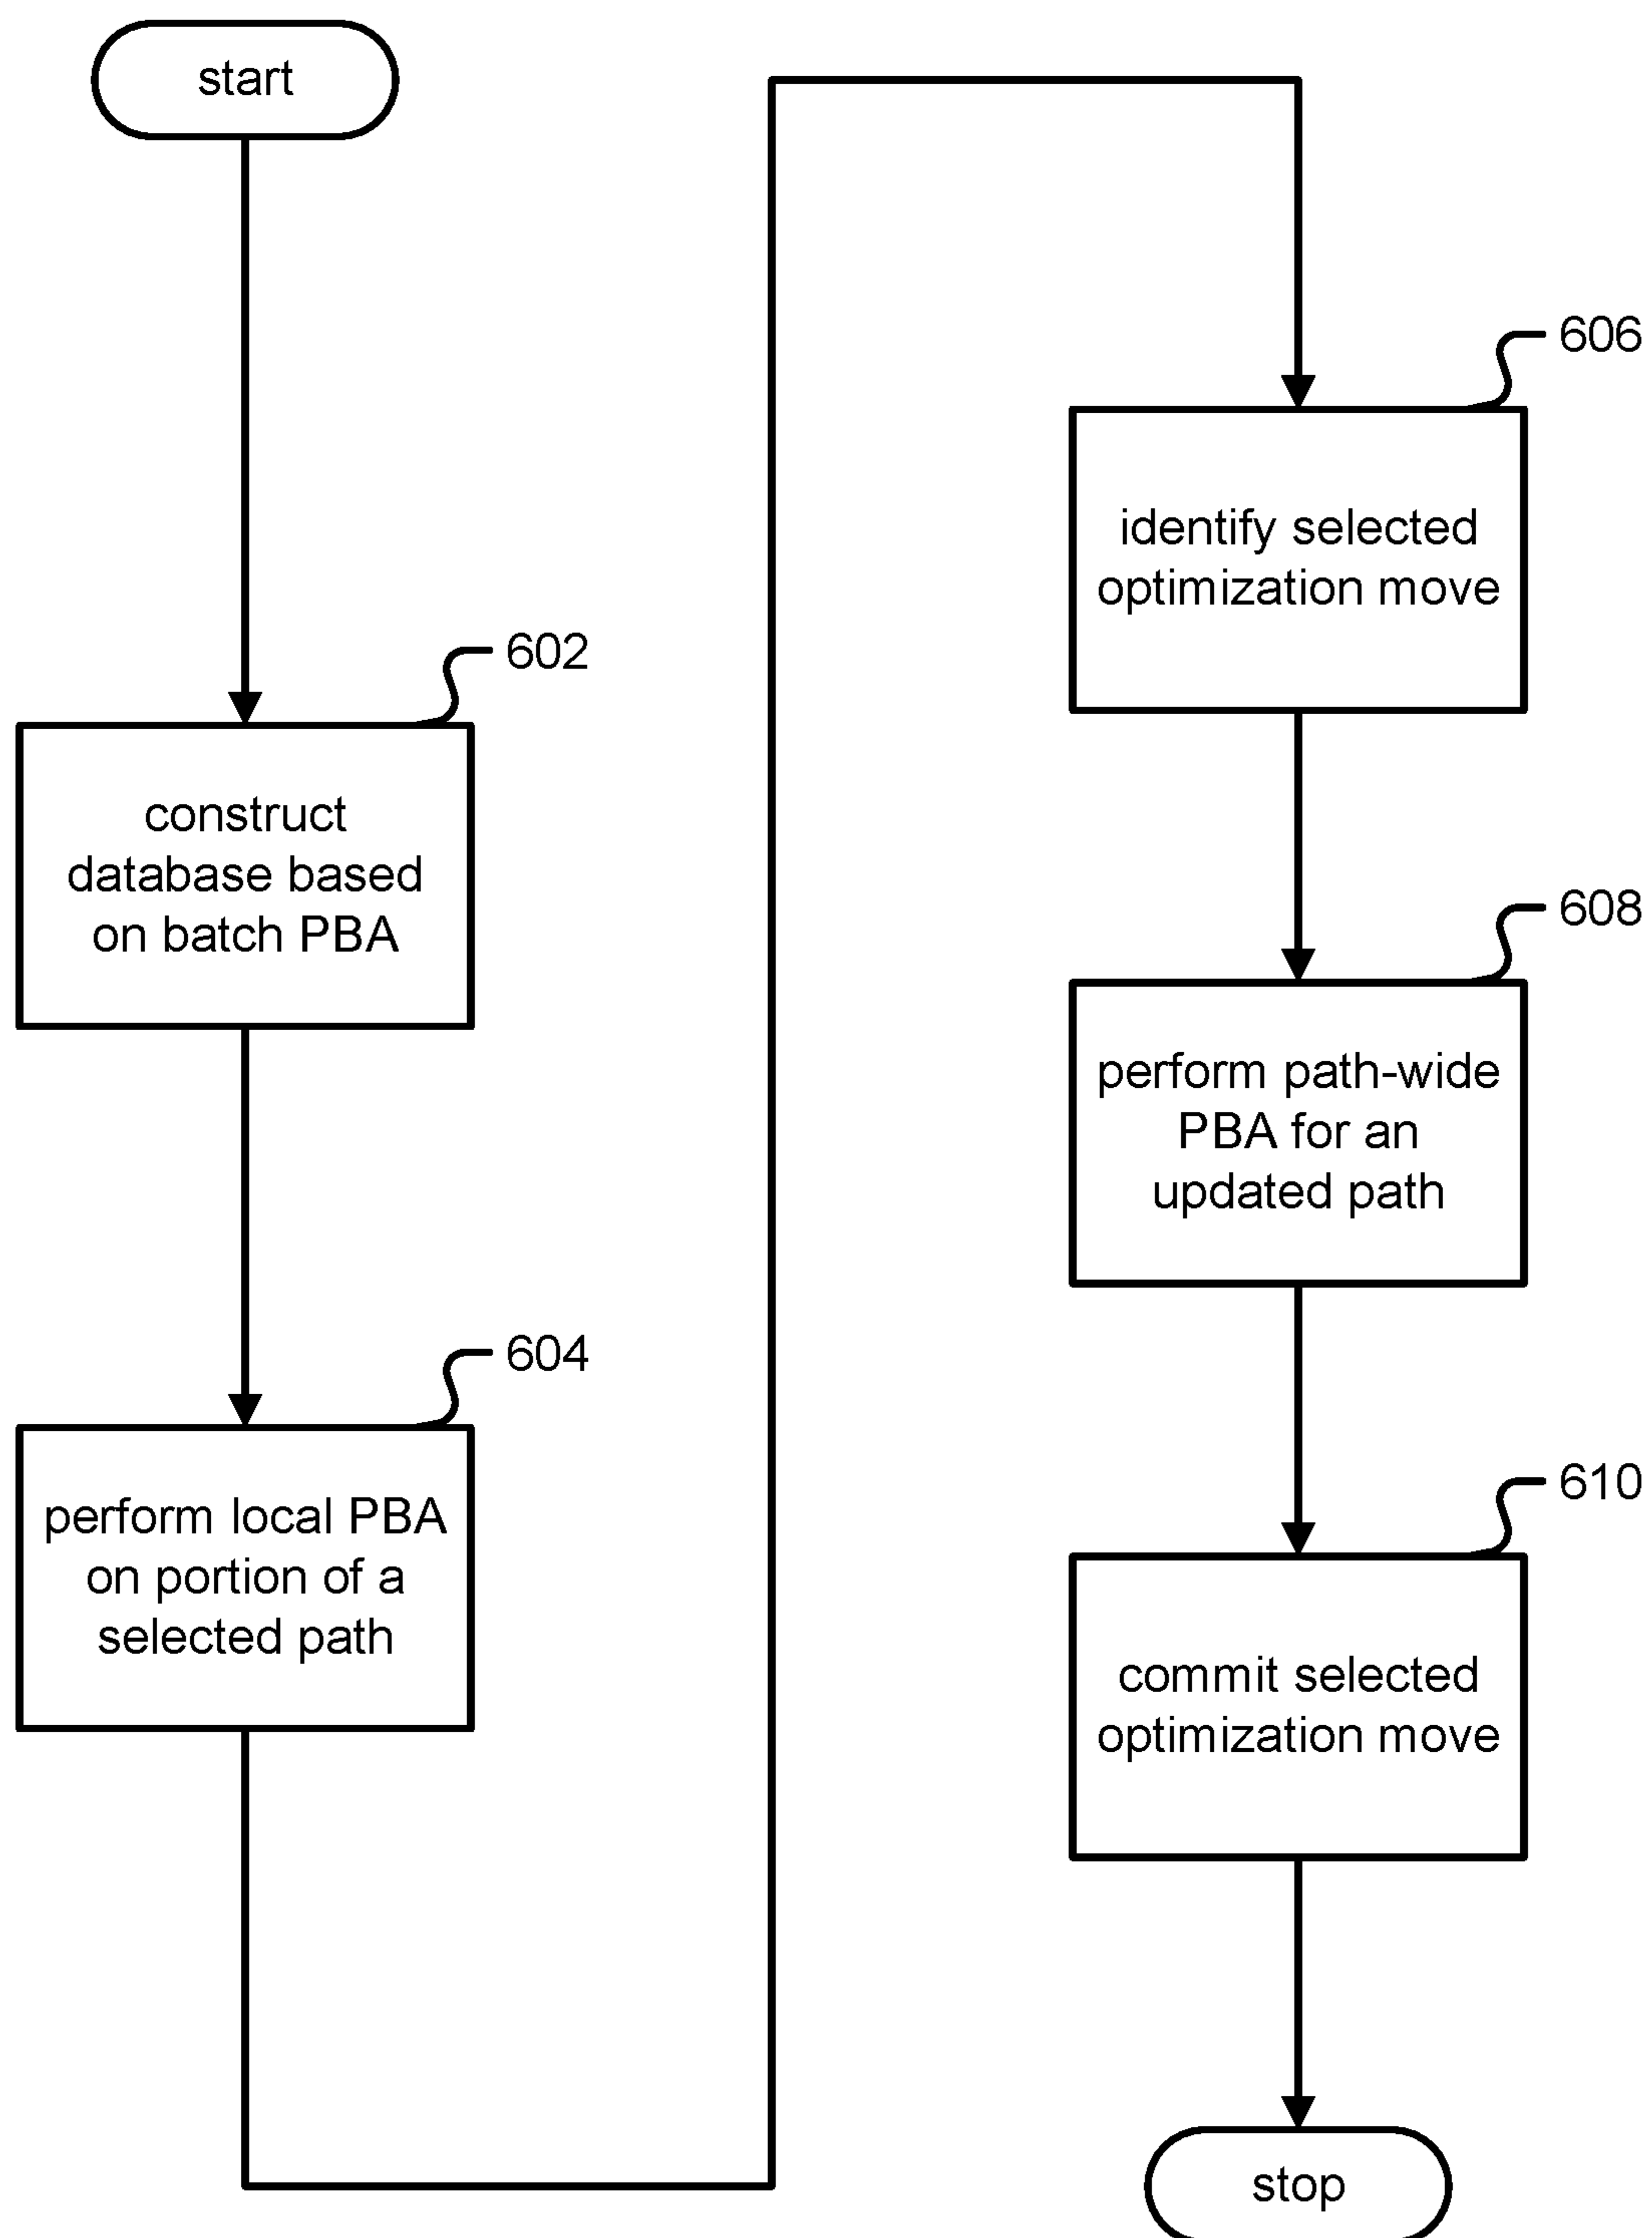 start
602
construct
database based
on batch PBA
604
perform local PBA
on portion of a
selected path
606
identify selected
optimization move
608
perform path-wide
PBA for an
updated path
610
commit selected
optimization move
stop